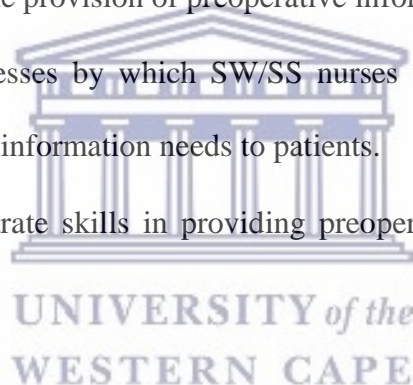 e provision of preoperative infor
esses by which SW/SS nurses
information needs to patients.
rate skills in providing preoper
UNIVERSITY of the
WESTERN CAPE